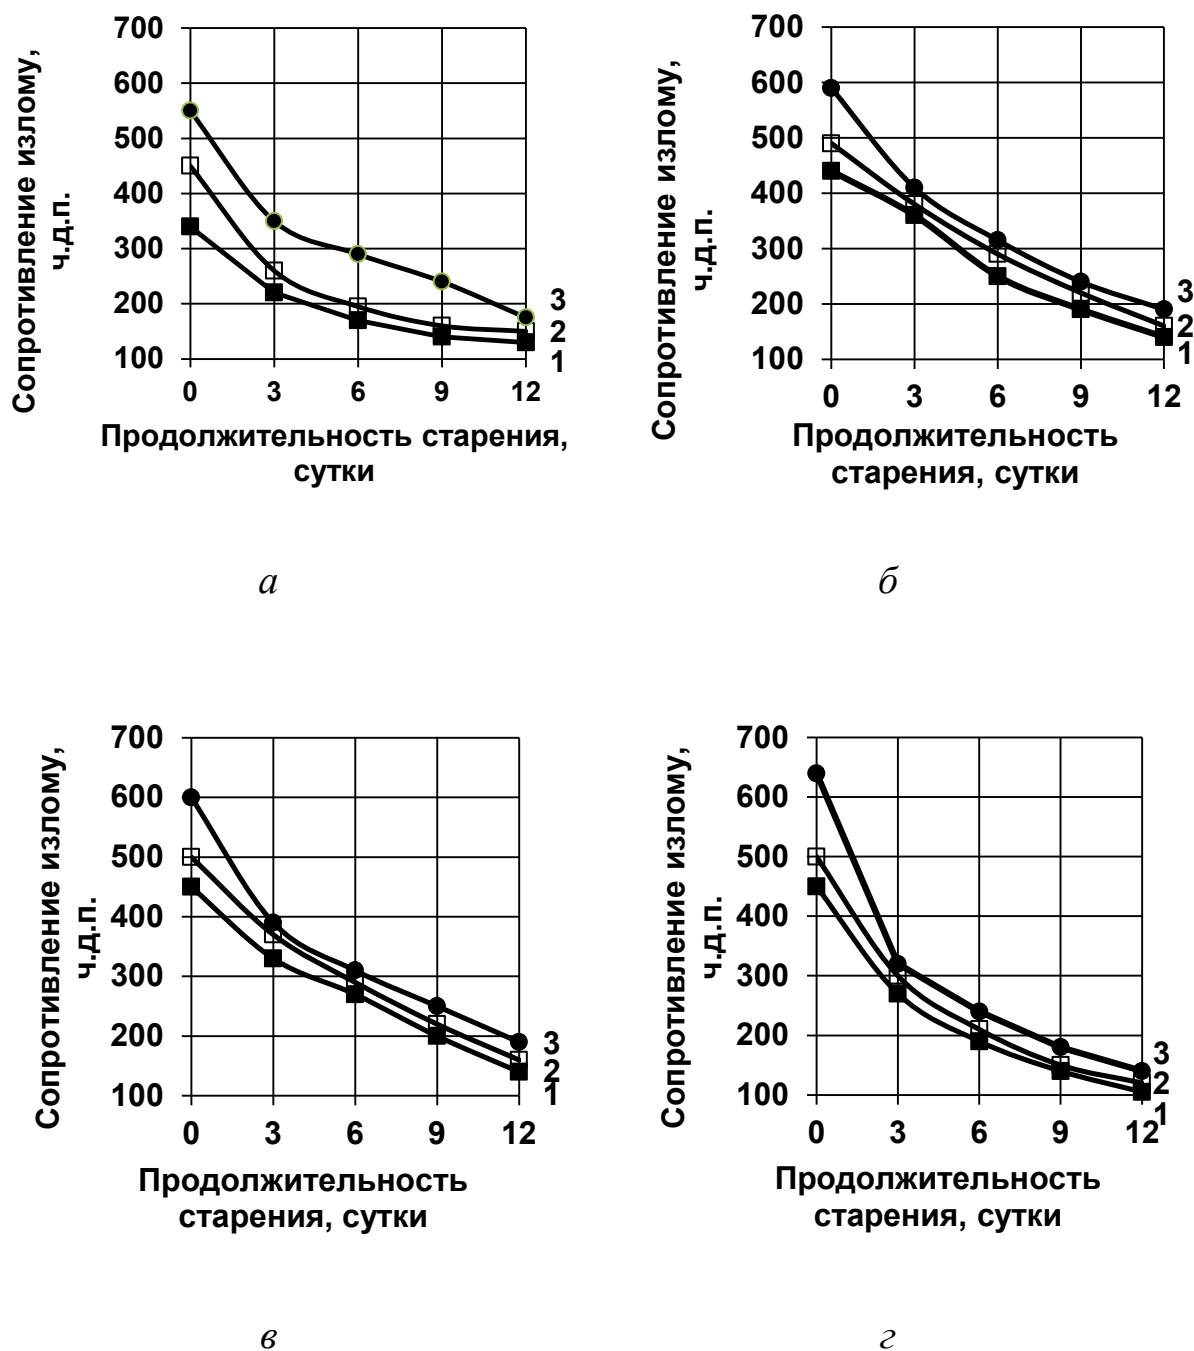 Сопротивление излому,
ч.д.п.
700
600
500
400
300
200
100
0 3 6 9 12
3
2
1
Продолжительность старения,
сутки
а
Сопротивление излому,
ч.д.п.
700
600
500
400
300
200
100
0 3 6 9 12
3
2
1
Продолжительность
старения, сутки
б
Сопротивление излому,
ч.д.п.
700
600
500
400
300
200
100
0 3 6 9 12
3
2
1
Продолжительность
старения, сутки
в
Сопротивление излому,
ч.д.п.
700
600
500
400
300
200
100
0 3 6 9 12
3
2
1
Продолжительность
старения, сутки
г